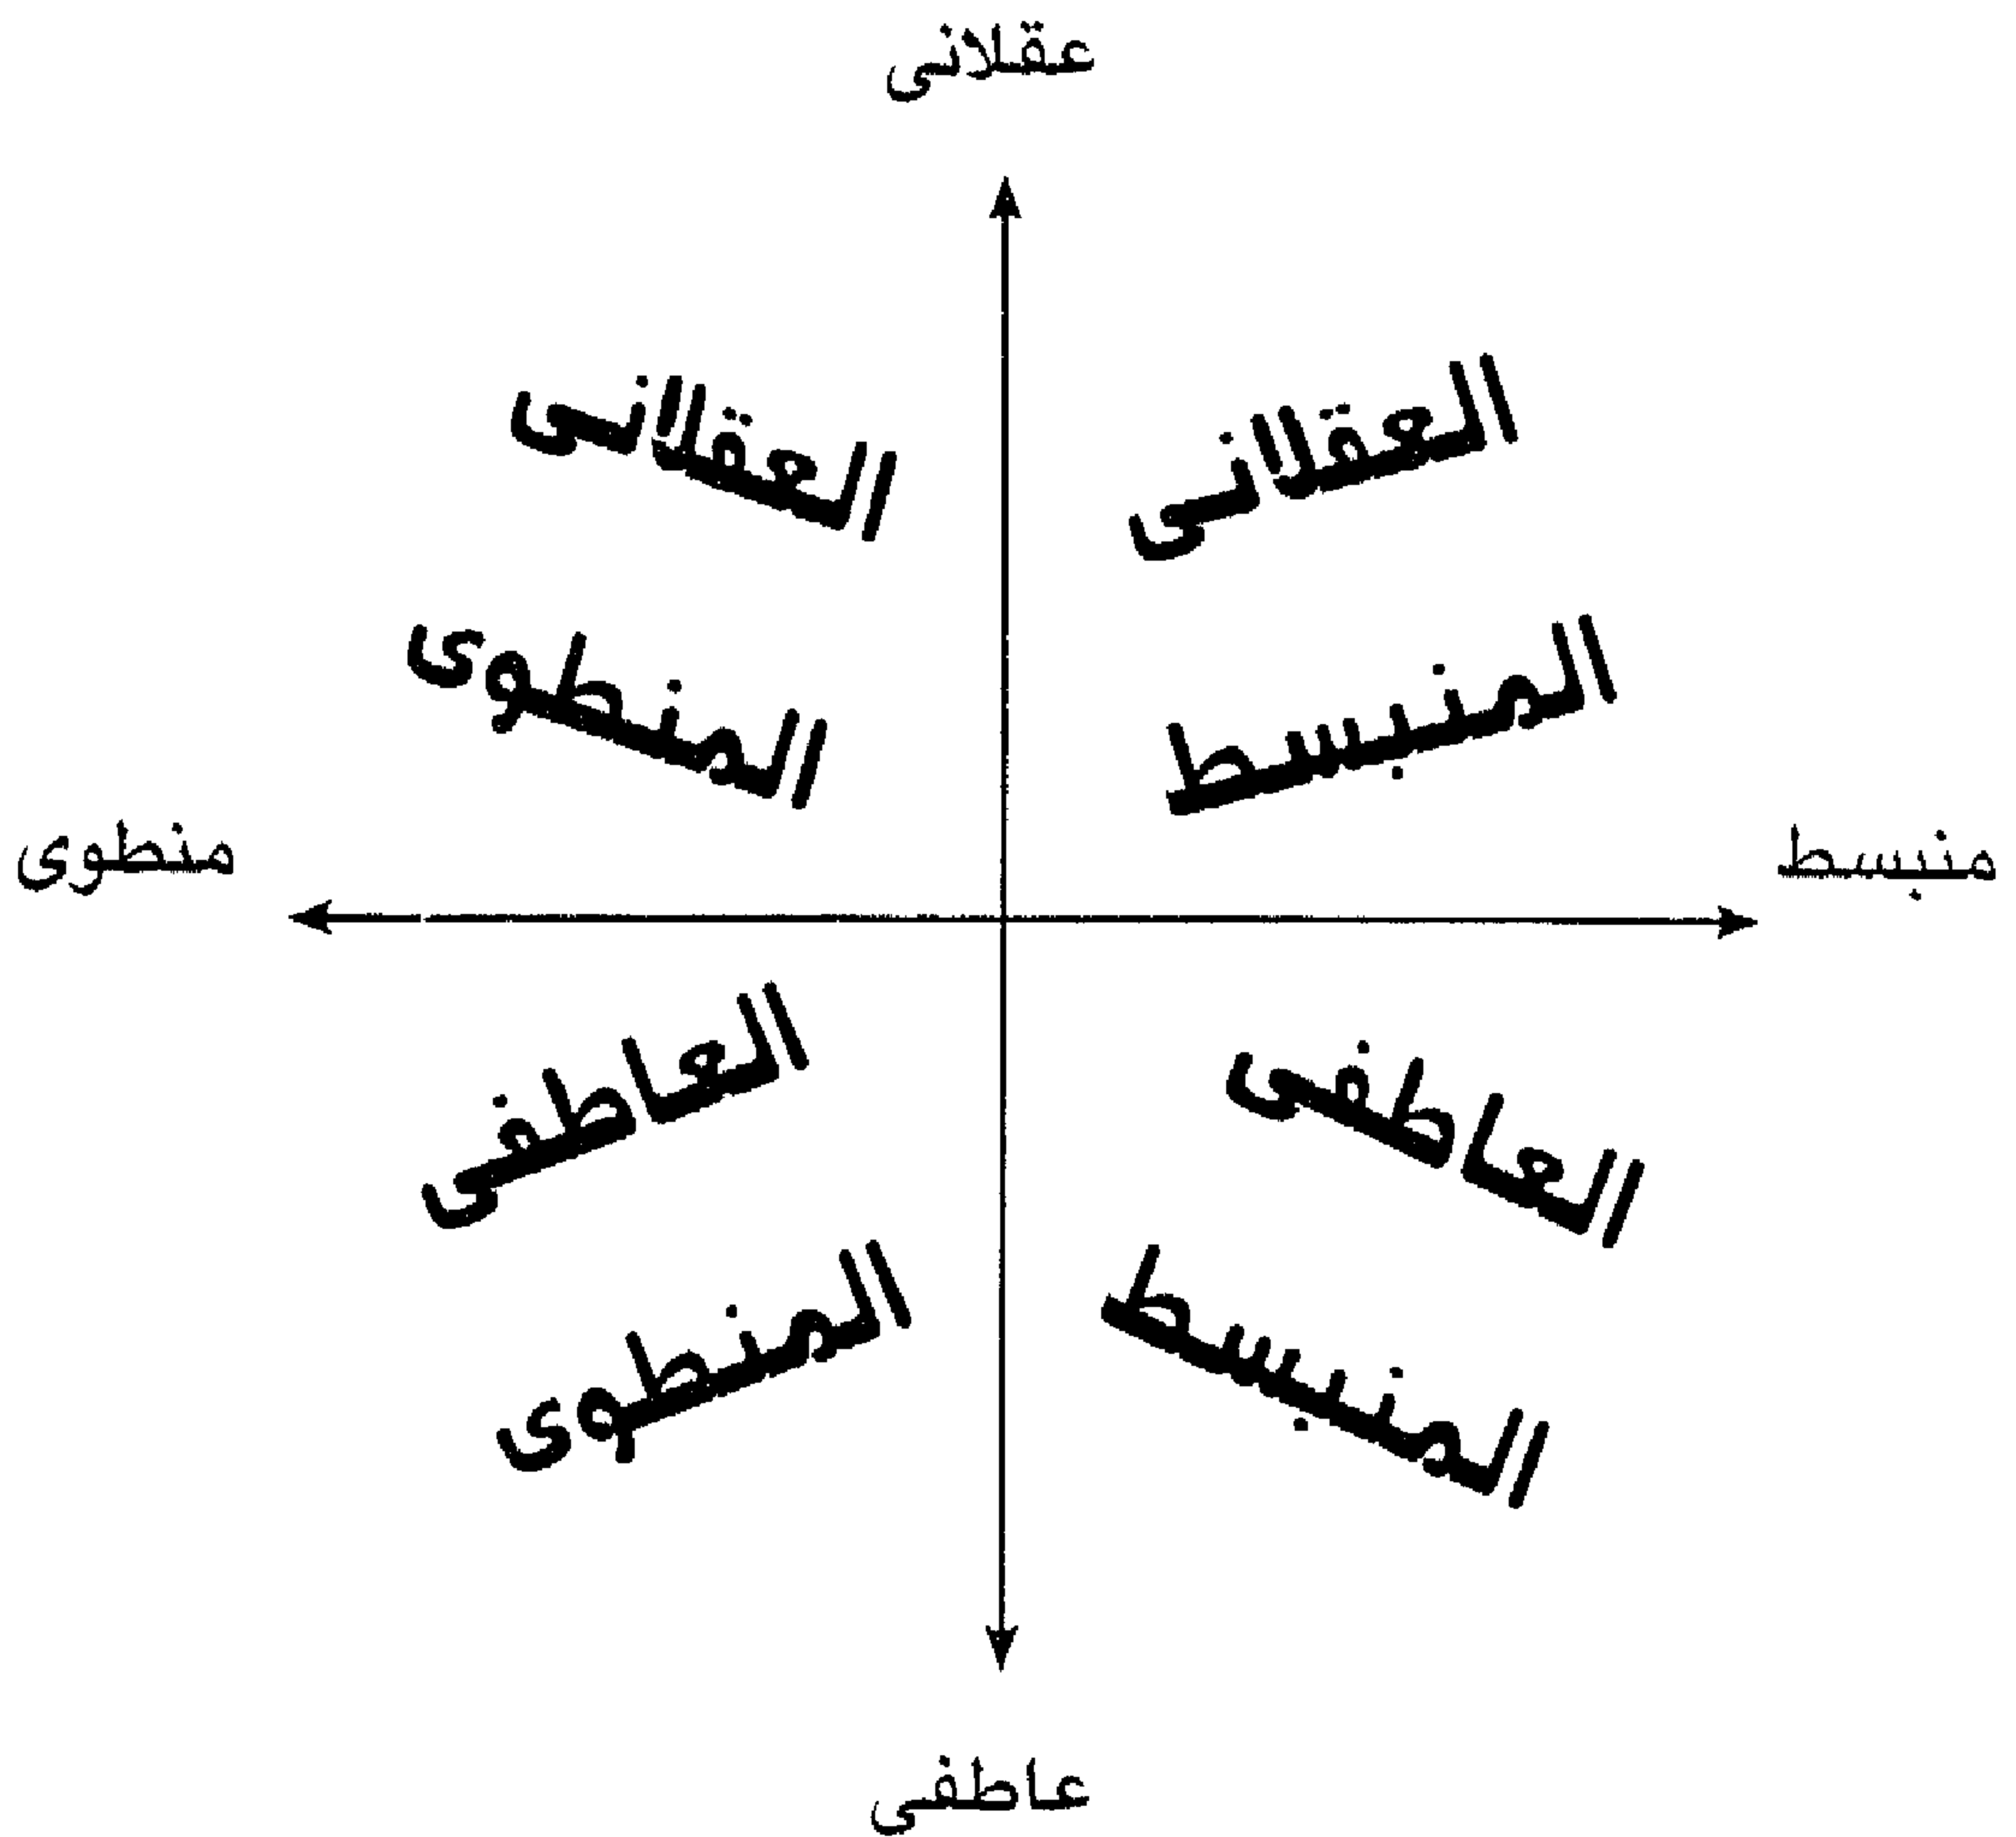 عقلانى
العقلانى
المنبسط
العقلانى
المنطوى
منبسط
منطوى
العاطفى
المنبسط
العاطفى
المنطوى
عاطفى